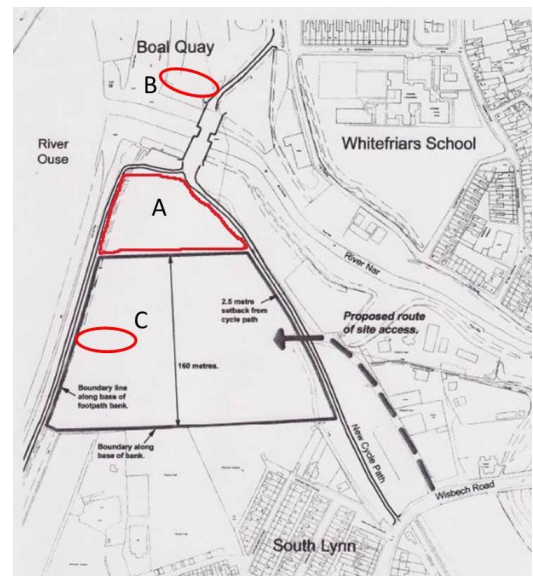 Boal Quay
B
River
Ouse
Whitefriars School
A
River Nar
2.5 metre
setback from
cycle path
Proposed route
of site access.
C
160 metres.
Boundary line
along base of
footpath bank.
Boundary along
base of bank.
New Cycle Path
Wisbech Road
South Lynn